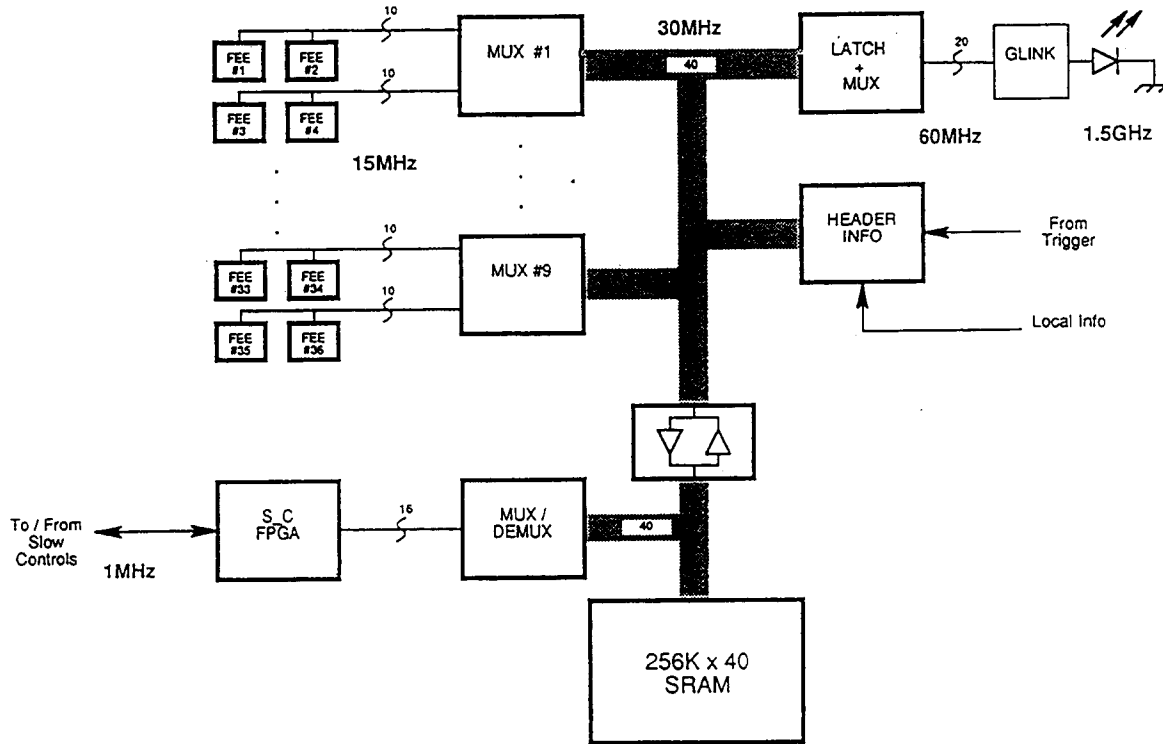 10
30MHz
FEE
#1
FEE
#2
MUX #1
40
LATCH
+
MUX
20
GLINK
10
FEE
#3
FEE
#4
15MHz
60MHz
1.5GHz
10
HEADER
INFO
From
Trigger
FEE
#33
FEE
#34
MUX #9
10
FEE
#35
FEE
#36
Local Info
To / From
Slow
Controls
1MHz
S_C
FPGA
16
MUX /
DEMUX
40
256K x 40
SRAM